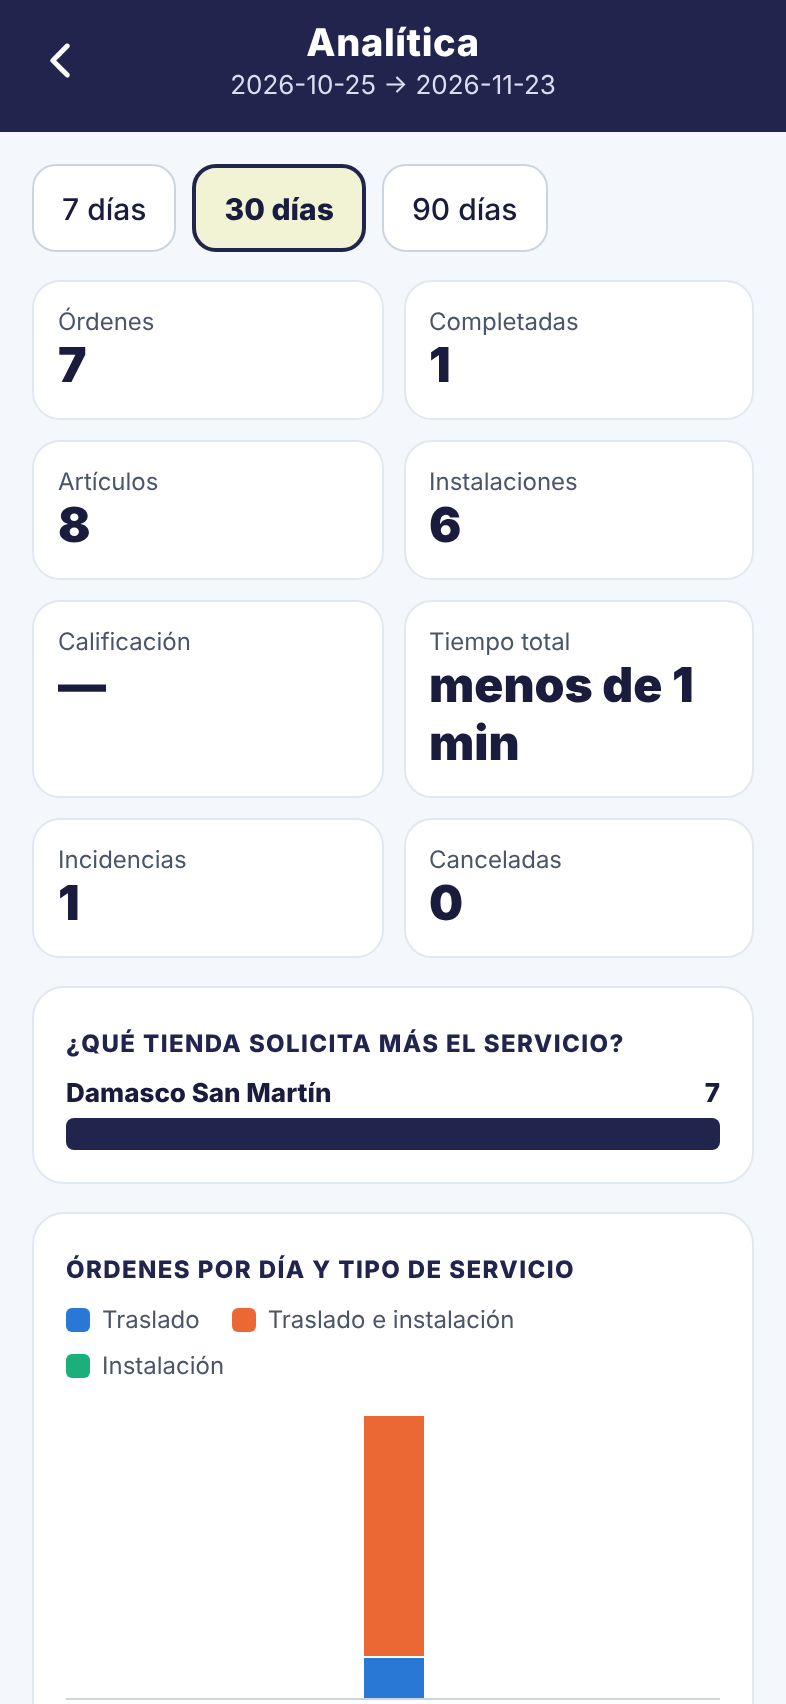 Analítica
2026-10-25 → 2026-11-23
7 días
30 días
90 días
Órdenes
7
Completadas
1
Artículos
8
Instalaciones
6
Calificación
—
Tiempo total
menos de 1
min
Incidencias
1
Canceladas
0
¿QUÉ TIENDA SOLICITA MÁS EL SERVICIO?
Damasco San Martín 7
ÓRDENES POR DÍA Y TIPO DE SERVICIO
Traslado
Traslado e instalación
Instalación